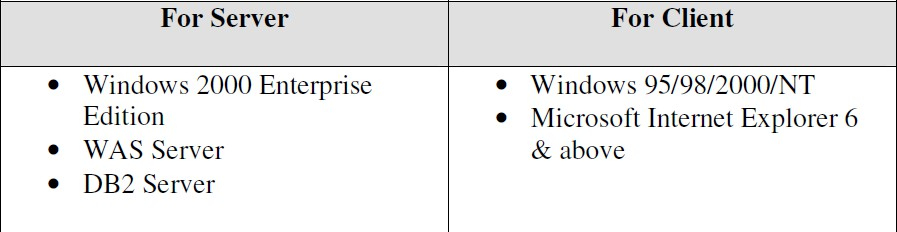 For Server
For Client
• Windows 2000 Enterprise
Edition
• WAS Server
• DB2 Server
• Windows 95/98/2000/NT
• Microsoft Internet Explorer 6
& above